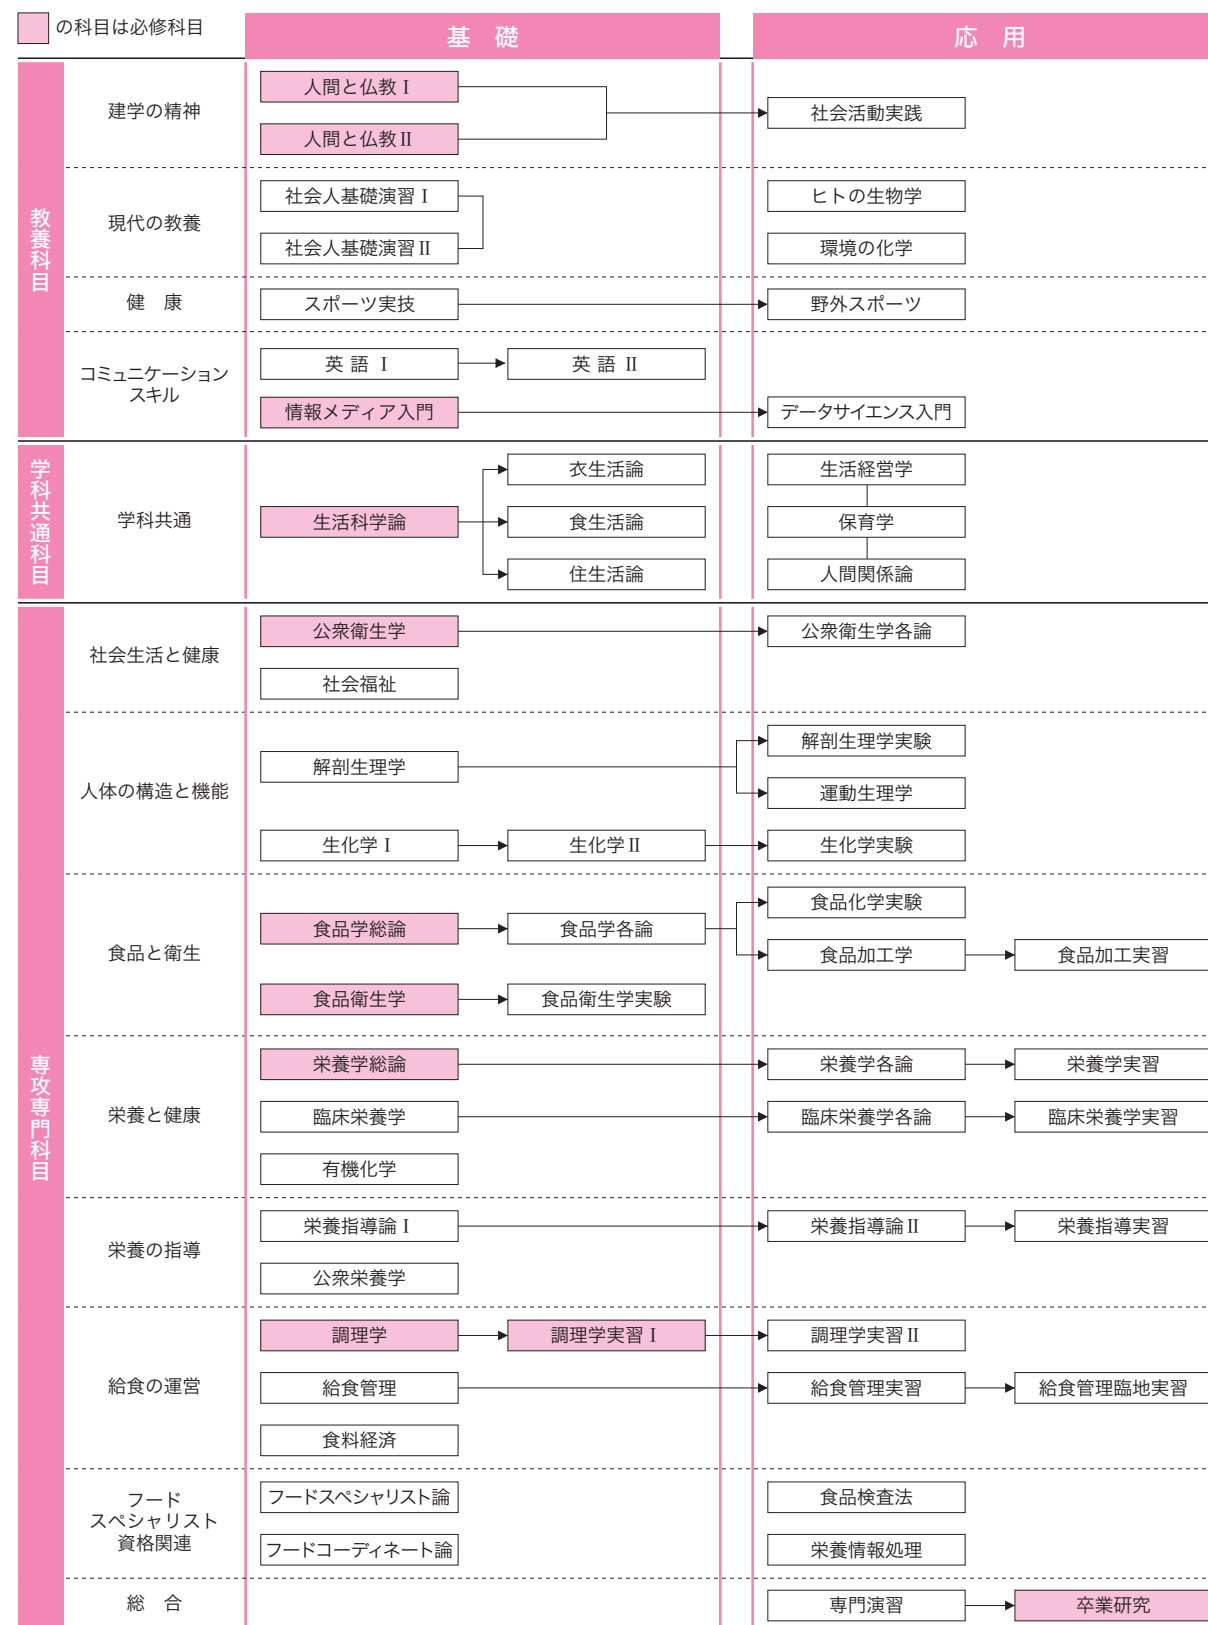 の科目は必修科目
基　礎
応　用
教養科目
建学の精神
人間と仏教 I
人間と仏教 II
社会活動実践
現代の教養
社会人基礎演習 I
社会人基礎演習 II
ヒトの生物学
環境の化学
健　康
スポーツ実技
野外スポーツ
コミュニケーション
スキル
英 語 I
英 語 II
情報メディア入門
データサイエンス入門
学科共通科目
学科共通
生活科学論
衣生活論
食生活論
住生活論
生活経営学
保育学
人間関係論
専攻専門科目
社会生活と健康
公衆衛生学
公衆衛生学各論
社会福祉
人体の構造と機能
解剖生理学
解剖生理学実験
運動生理学
生化学 I
生化学 II
生化学実験
食品と衛生
食品学総論
食品学各論
食品化学実験
食品加工学
食品加工実習
食品衛生学
食品衛生学実験
栄養と健康
栄養学総論
栄養学各論
栄養学実習
臨床栄養学
臨床栄養学各論
臨床栄養学実習
有機化学
栄養の指導
栄養指導論 I
栄養指導論 II
栄養指導実習
公衆栄養学
給食の運営
調理学
調理学実習 I
調理学実習 II
給食管理
給食管理実習
給食管理臨地実習
食料経済
フード
スペシャリスト
資格関連
フードスペシャリスト論
フードコーディネート論
食品検査法
栄養情報処理
総　合
専門演習
卒業研究